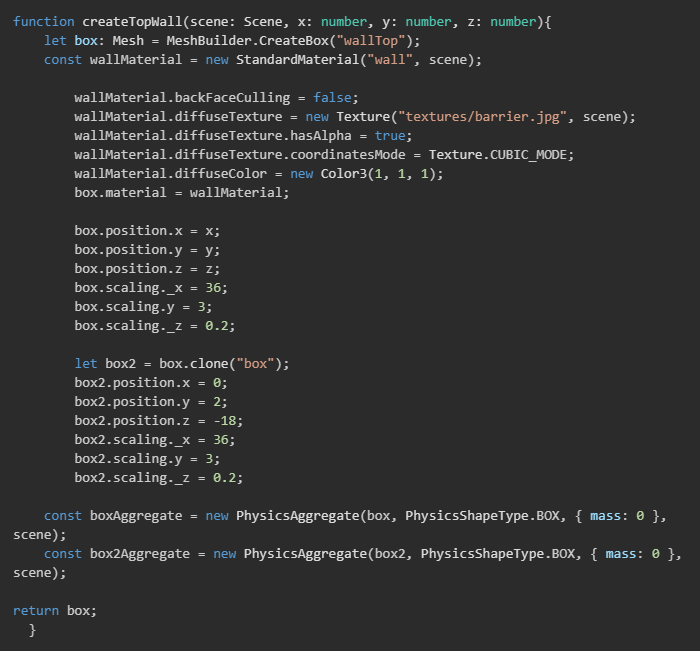 function createTopWall(scene: Scene, x: number, y: number, z: number){
    let box: Mesh = MeshBuilder.CreateBox("wallTop");
    const wallMaterial = new StandardMaterial("wall", scene);

        wallMaterial.backFaceCulling = false;
        wallMaterial.diffuseTexture = new Texture("textures/barrier.jpg", scene);
        wallMaterial.diffuseTexture.hasAlpha = true;
        wallMaterial.diffuseTexture.coordinatesMode = Texture.CUBIC_MODE;
        wallMaterial.diffuseColor = new Color3(1, 1, 1);
        box.material = wallMaterial;

        box.position.x = x;
        box.position.y = y;
        box.position.z = z;
        box.scaling._x = 36;
        box.scaling.y = 3;
        box.scaling._z = 0.2;

        let box2 = box.clone("box");
        box2.position.x = 0;
        box2.position.y = 2;
        box2.position.z = -18;
        box2.scaling._x = 36;
        box2.scaling.y = 3;
        box2.scaling._z = 0.2;

    const boxAggregate = new PhysicsAggregate(box, PhysicsShapeType.BOX, { mass: 0 },
scene);
    const box2Aggregate = new PhysicsAggregate(box2, PhysicsShapeType.BOX, { mass: 0 },
scene);

return box;
  }